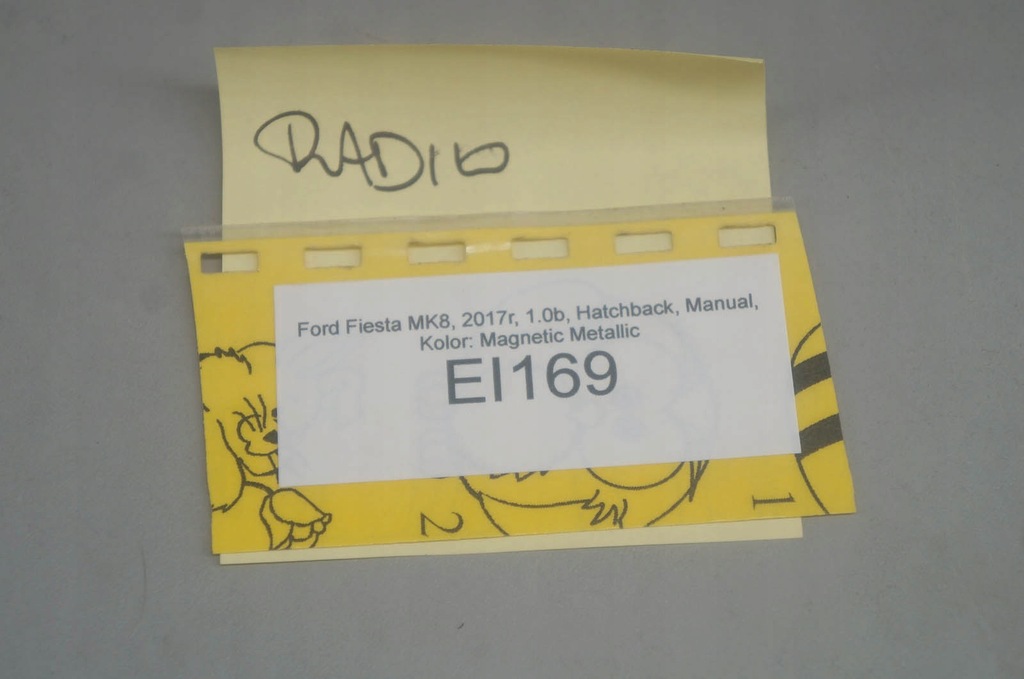 RADIO
Ford Fiesta MK8, 2017r, 1.0b, Hatchback, Manual,
Kolor: Magnetic Metallic
EI169
2
1